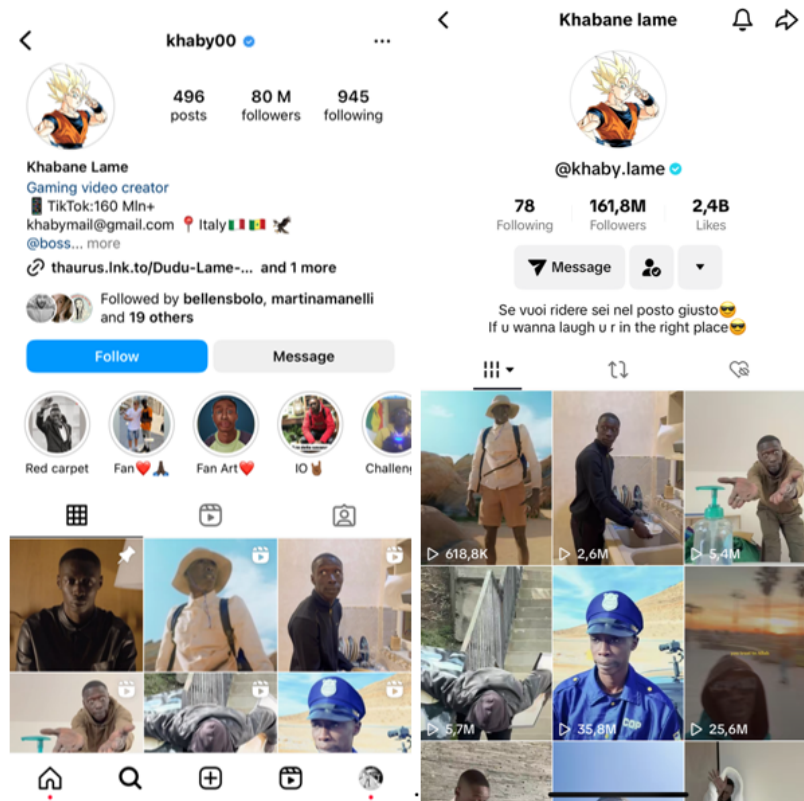 khaby00
496
80 M
945
posts
followers
following
Khabane Lame
Gaming video creator
📱TikTok:160 Mln+
khabymail@gmail.com 📍Italy🇮🇹🇸🇳 🦅
@boss... more
thaurus.lnk.to/Dudu-Lame-... and 1 more
Followed by bellensbolo, martinamanelli
and 19 others
Follow
Message
Red carpet
Fan❤️🙏🏿
Fan Art❤️
IO🤘🏾
Challeng
Khabane lame
@khaby.lame
78
161,8M
2,4B
Following
Followers
Likes
Message
Se vuoi ridere sei nel posto giusto😎
If u wanna laugh u r in the right place😎
618,8K
2,6M
5,4M
5,7M
35,8M
25,6M
COP